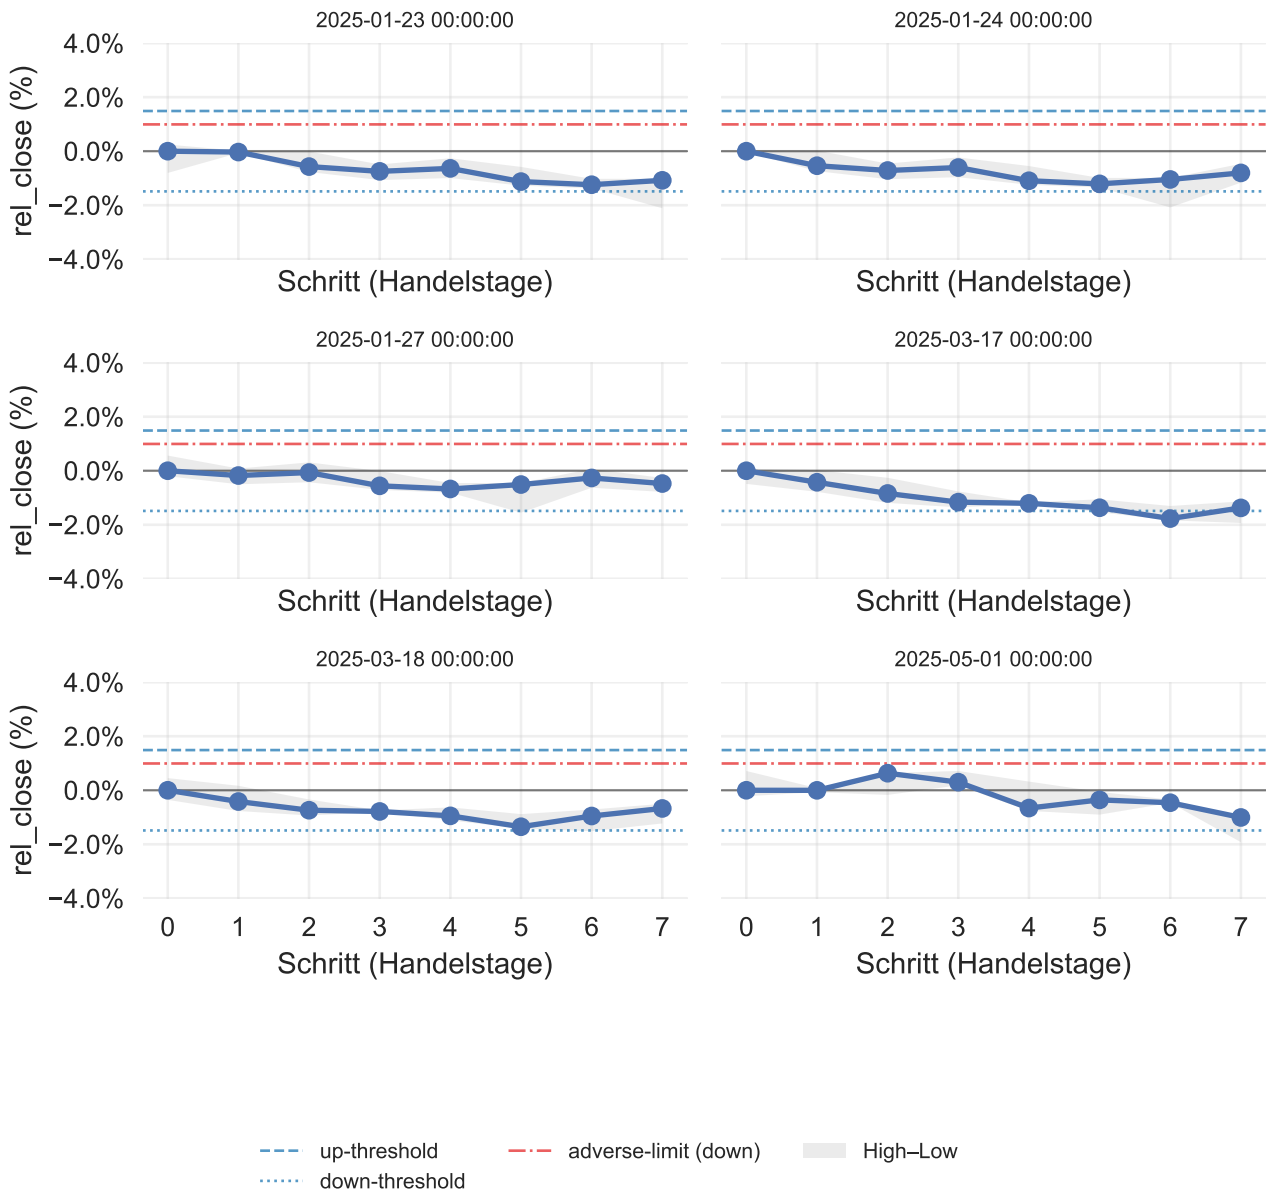 2025-01-23 00:00:00
2025-01-24 00:00:00
4.0%
2.0%
0.0%
−2.0%
−4.0%
rel_close (%)
Schritt (Handelstage)
Schritt (Handelstage)
2025-01-27 00:00:00
2025-03-17 00:00:00
4.0%
2.0%
0.0%
−2.0%
−4.0%
rel_close (%)
Schritt (Handelstage)
Schritt (Handelstage)
2025-03-18 00:00:00
2025-05-01 00:00:00
4.0%
2.0%
0.0%
−2.0%
−4.0%
rel_close (%)
0 1 2 3 4 5 6 7
0 1 2 3 4 5 6 7
Schritt (Handelstage)
Schritt (Handelstage)
up-threshold
down-threshold
adverse-limit (down)
High–Low